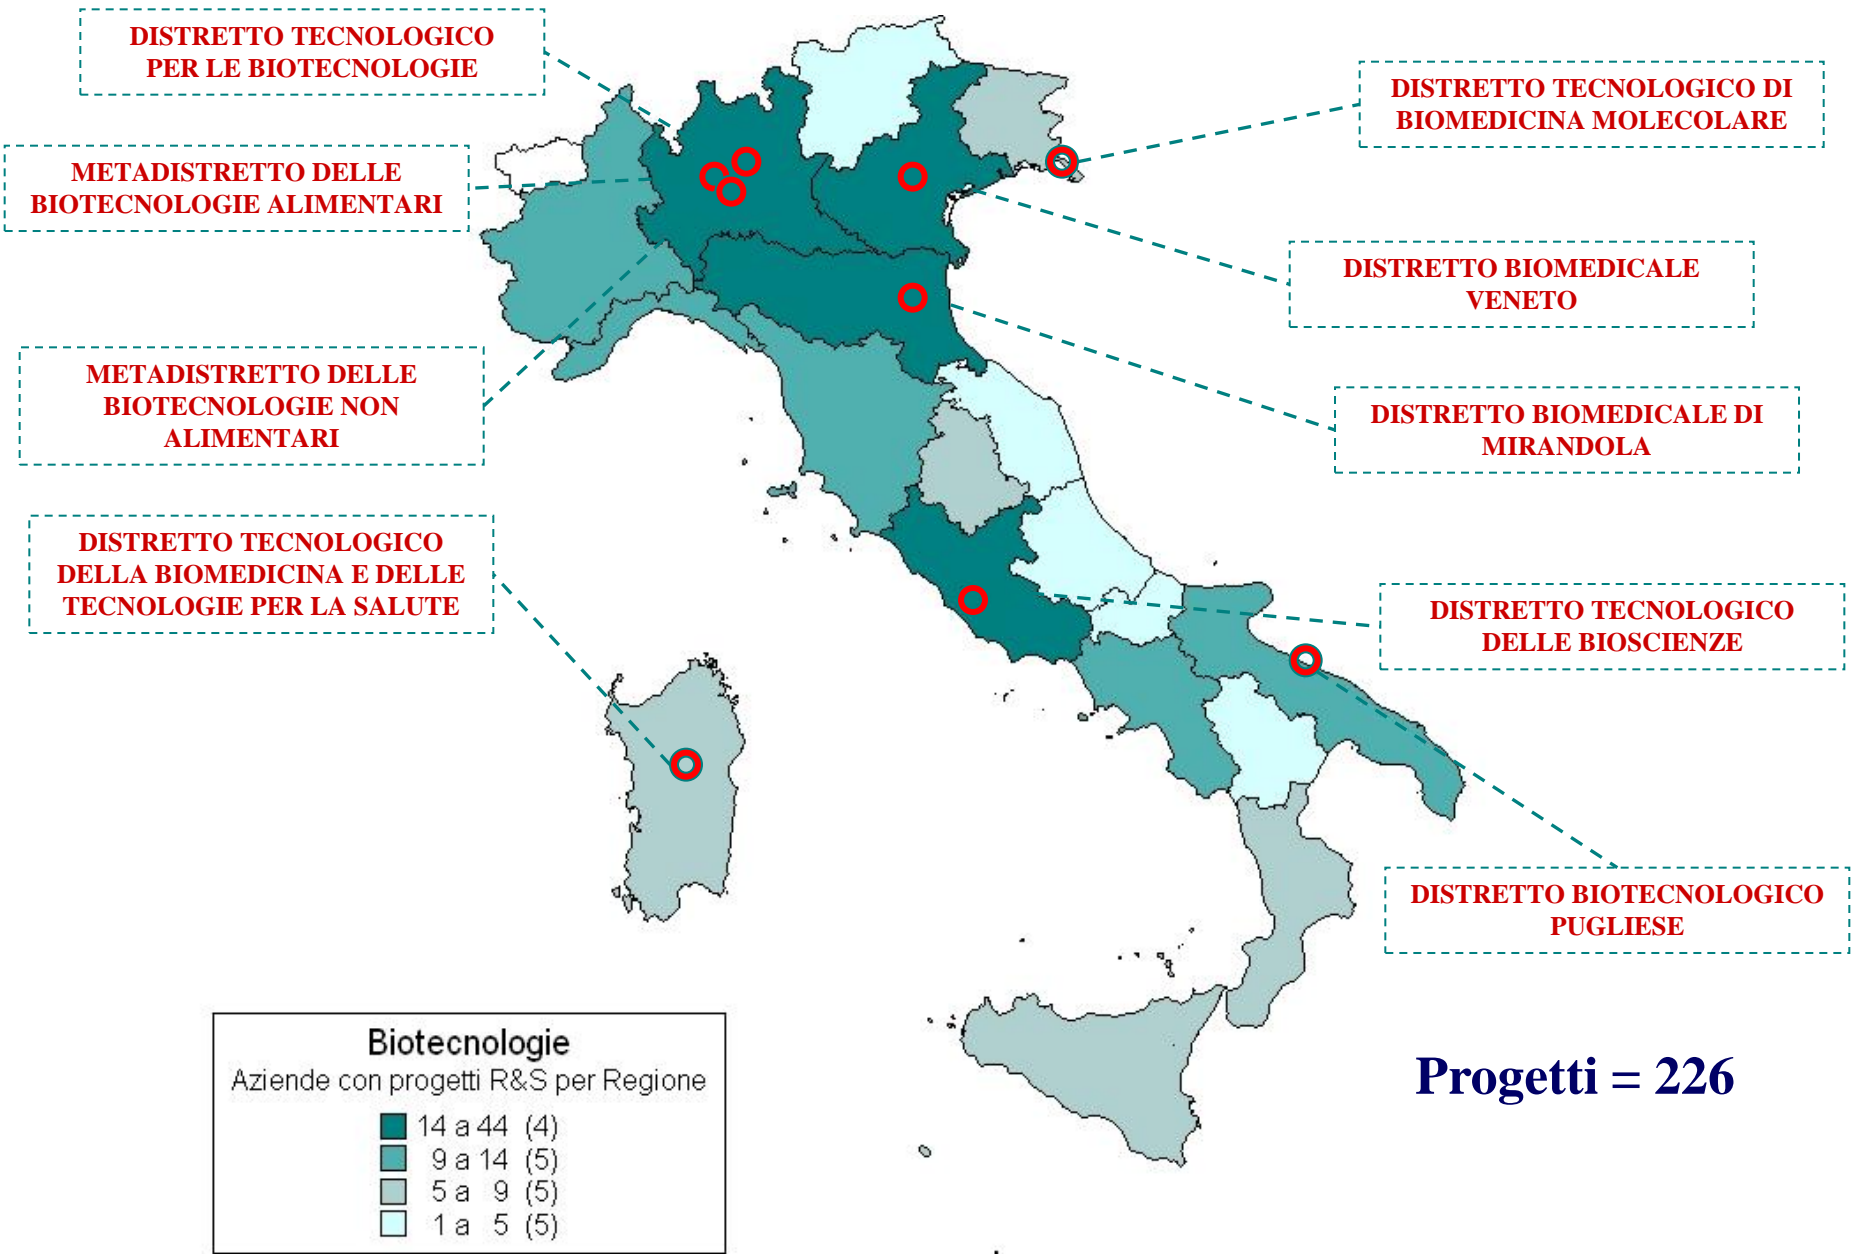 DISTRETTO TECNOLOGICO
PER LE BIOTECNOLOGIE
METADISTRETTO DELLE
BIOTECNOLOGIE ALIMENTARI
METADISTRETTO DELLE
BIOTECNOLOGIE NON
ALIMENTARI
DISTRETTO TECNOLOGICO
DELLA BIOMEDICINA E DELLE
TECNOLOGIE PER LA SALUTE
DISTRETTO TECNOLOGICO DI
BIOMEDICINA MOLECOLARE
DISTRETTO BIOMEDICALE
VENETO
DISTRETTO BIOMEDICALE DI
MIRANDOLA
DISTRETTO TECNOLOGICO
DELLE BIOSCIENZE
DISTRETTO BIOTECNOLOGICO
PUGLIESE
Biotecnologie
Aziende con progetti R&S per Regione
14 a 44 (4)
9 a 14 (5)
5 a 9 (5)
1 a 5 (5)
Progetti = 226